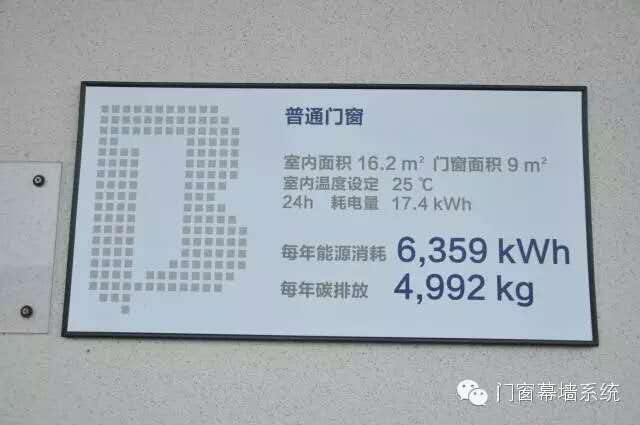 普通门窗
室内面积 16.2 m² 门窗面积 9 m²
室内温度设定 25 ℃
24h 耗电量 17.4 kWh
每年能源消耗 6,359 kWh
每年碳排放 4,992 kg
门窗幕墙系统